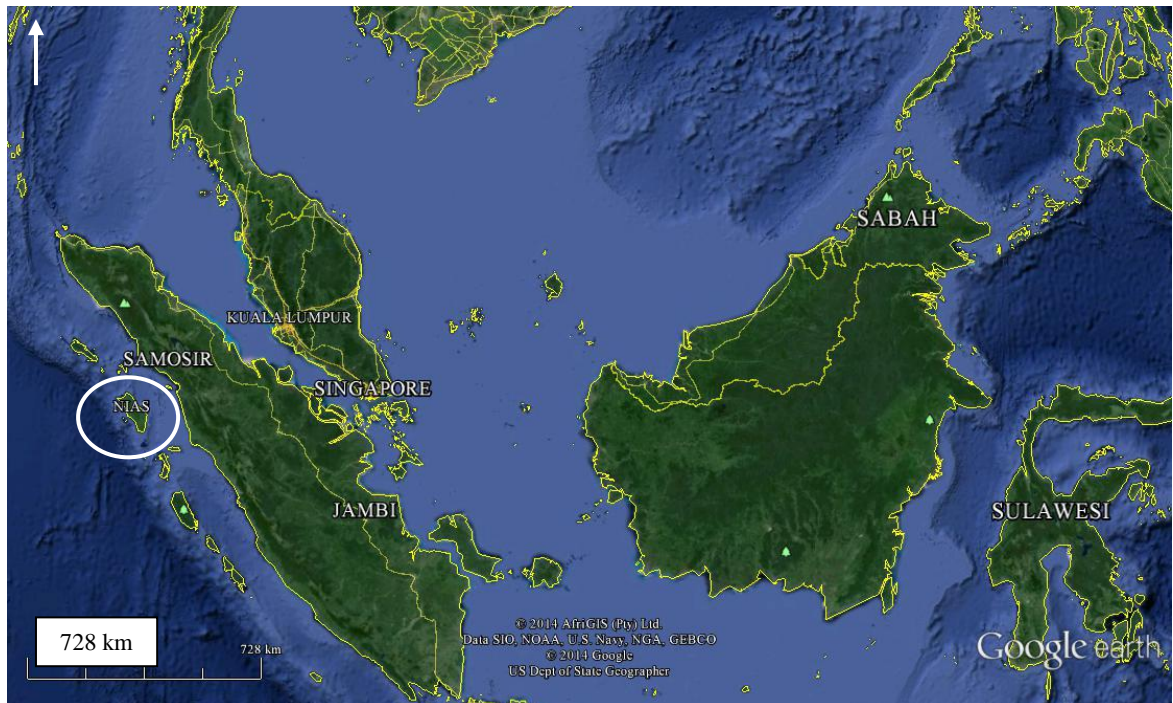 SABAH
KUALA LUMPUR
SAMOSIR
SINGAPORE
NIAS
JAMBI
SULAWESI
728 km
728 km
© 2014 AfriGIS (Pty) Ltd.
Data SIO, NOAA, U.S. Navy, NGA, GEBCO
© 2014 Google
US Dept of State Geographer
Google earth